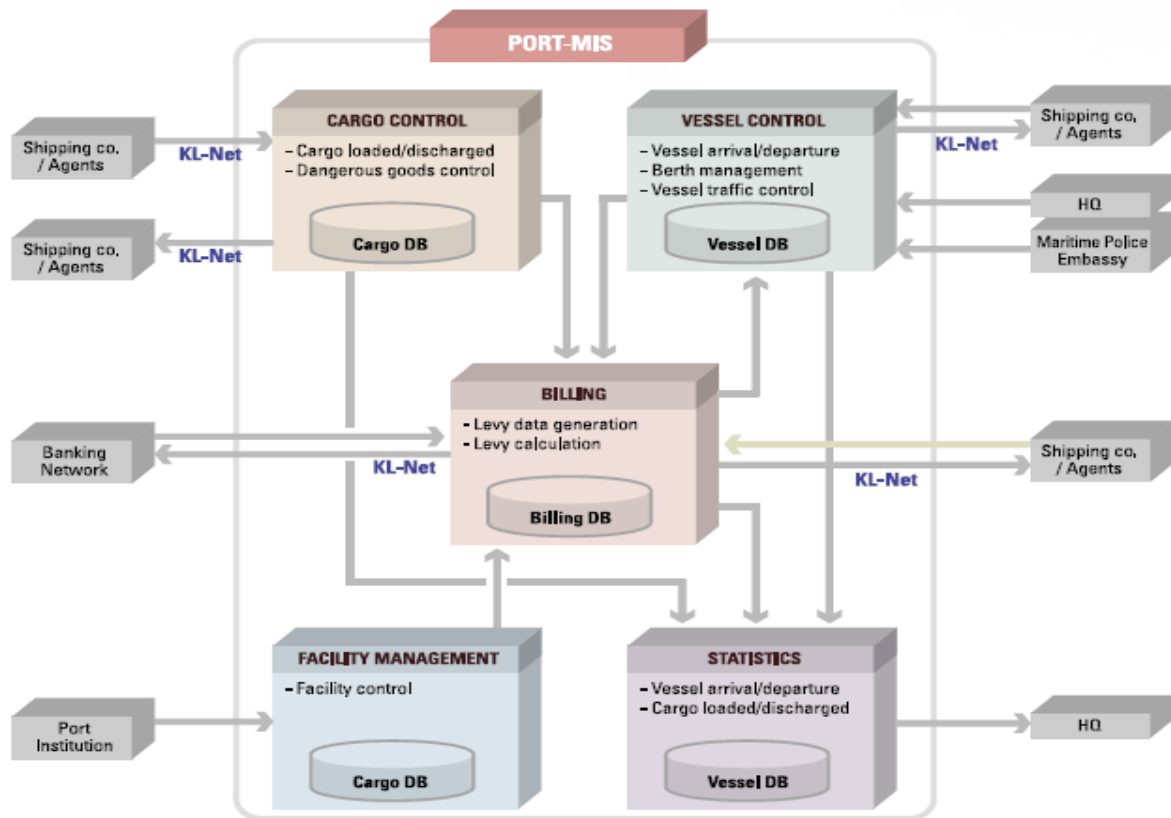 PORT-MIS
CARGO CONTROL
– Cargo loaded/discharged
– Dangerous goods control
Cargo DB
VESSEL CONTROL
– Vessel arrival/departure
– Berth management
– Vessel traffic control
Vessel DB
Shipping co,
/ Agents
KL-Net
Shipping co,
/ Agents
KL-Net
Shipping co,
/ Agents
KL-Net
HQ
Maritime Police
Embassy
BILLING
– Levy data generation
– Levy calculation
Billing DB
Banking
Network
KL-Net
Shipping co,
/ Agents
KL-Net
FACILITY MANAGEMENT
– Facility control
Cargo DB
STATISTICS
– Vessel arrival/departure
– Cargo loaded/discharged
Vessel DB
Port
Institution
HQ